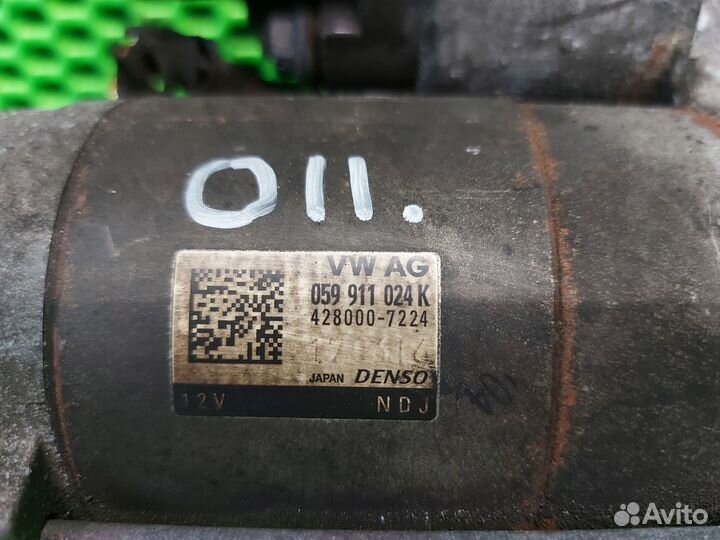 011.
VW AG
059 911 024 K
428000-7224
JAPAN DENSO
12V NDJ
Avito